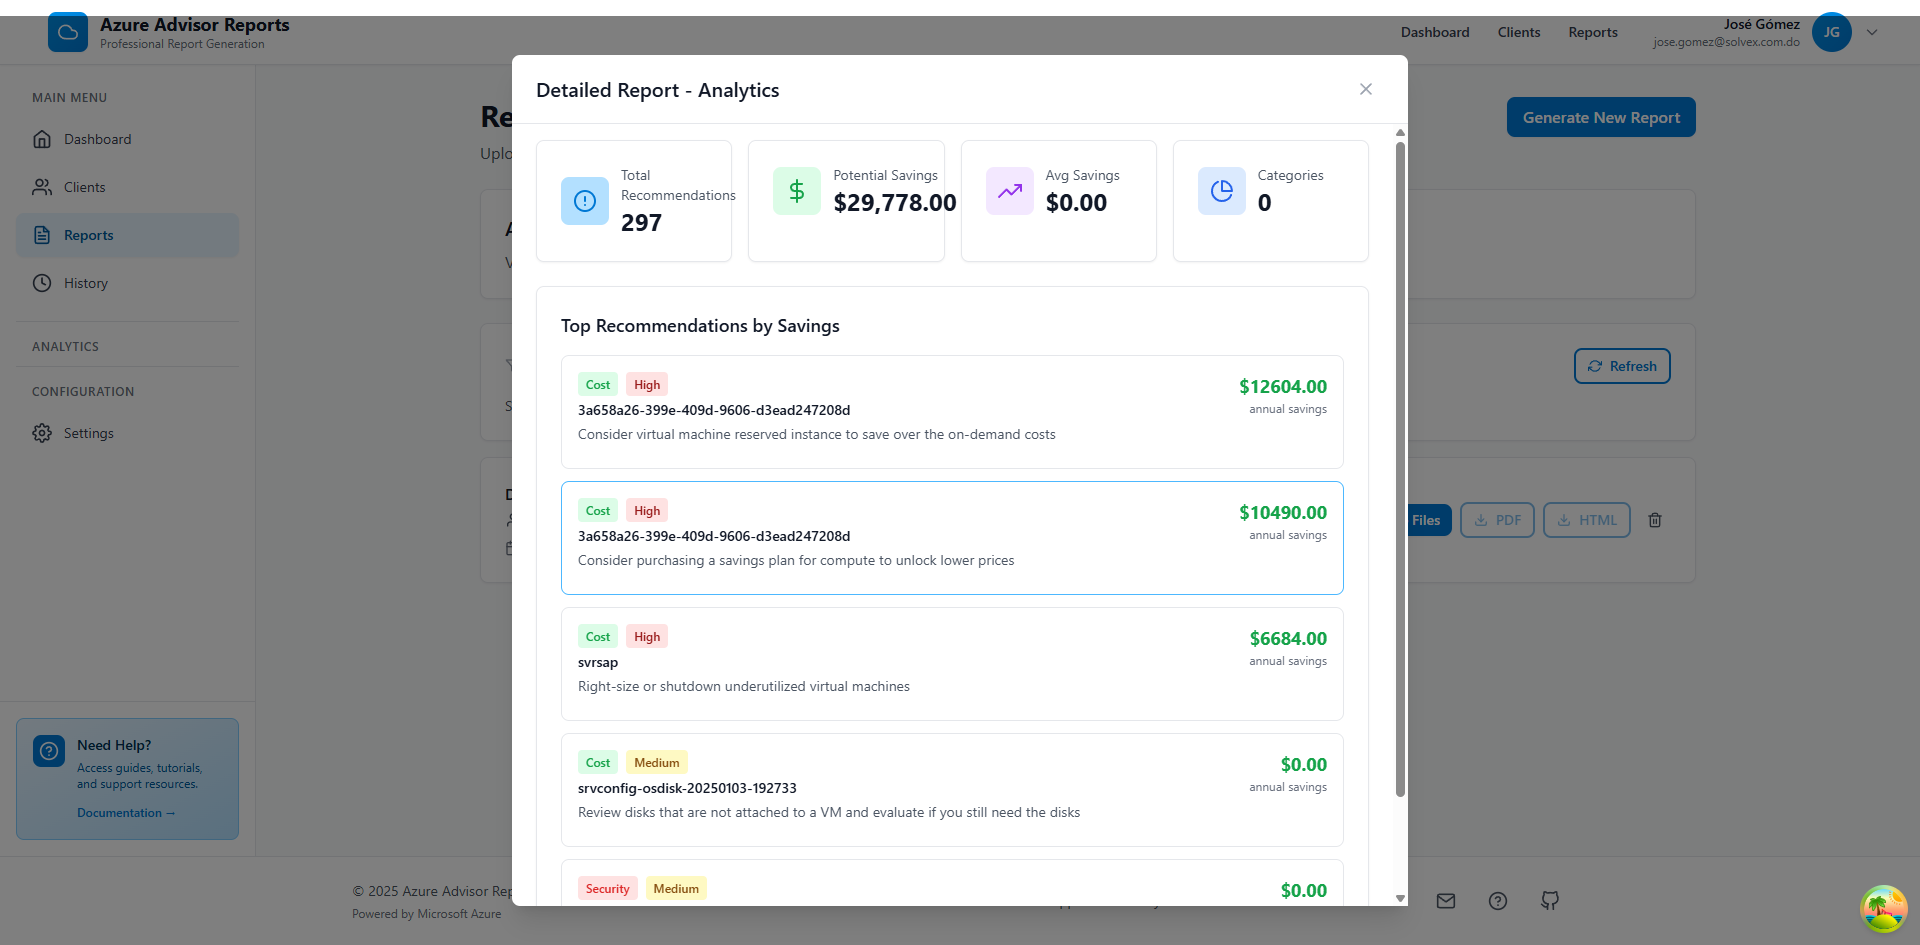 Azure Advisor Reports
Professional Report Generation
Dashboard
Clients
Reports
José Gómez
jose.gomez@solvex.com.do
JG
MAIN MENU
Dashboard
Clients
Reports
History
ANALYTICS
CONFIGURATION
Settings
Need Help?
Access guides, tutorials,
and support resources.
Documentation →
Re
Uplo
Generate New Report
Refresh
Files
PDF
HTML
Detailed Report - Analytics
Total
Recommendations
297
Potential Savings
$29,778.00
Avg Savings
$0.00
Categories
0
Top Recommendations by Savings
Cost
High
$12604.00
3a658a26-399e-409d-9606-d3ead247208d
annual savings
Consider virtual machine reserved instance to save over the on-demand costs
Cost
High
$10490.00
3a658a26-399e-409d-9606-d3ead247208d
annual savings
Consider purchasing a savings plan for compute to unlock lower prices
Cost
High
$6684.00
svrsap
annual savings
Right-size or shutdown underutilized virtual machines
Cost
Medium
$0.00
srvconfig-osdisk-20250103-192733
annual savings
Review disks that are not attached to a VM and evaluate if you still need the disks
Security
Medium
$0.00
© 2025 Azure Advisor Rep
Powered by Microsoft Azure